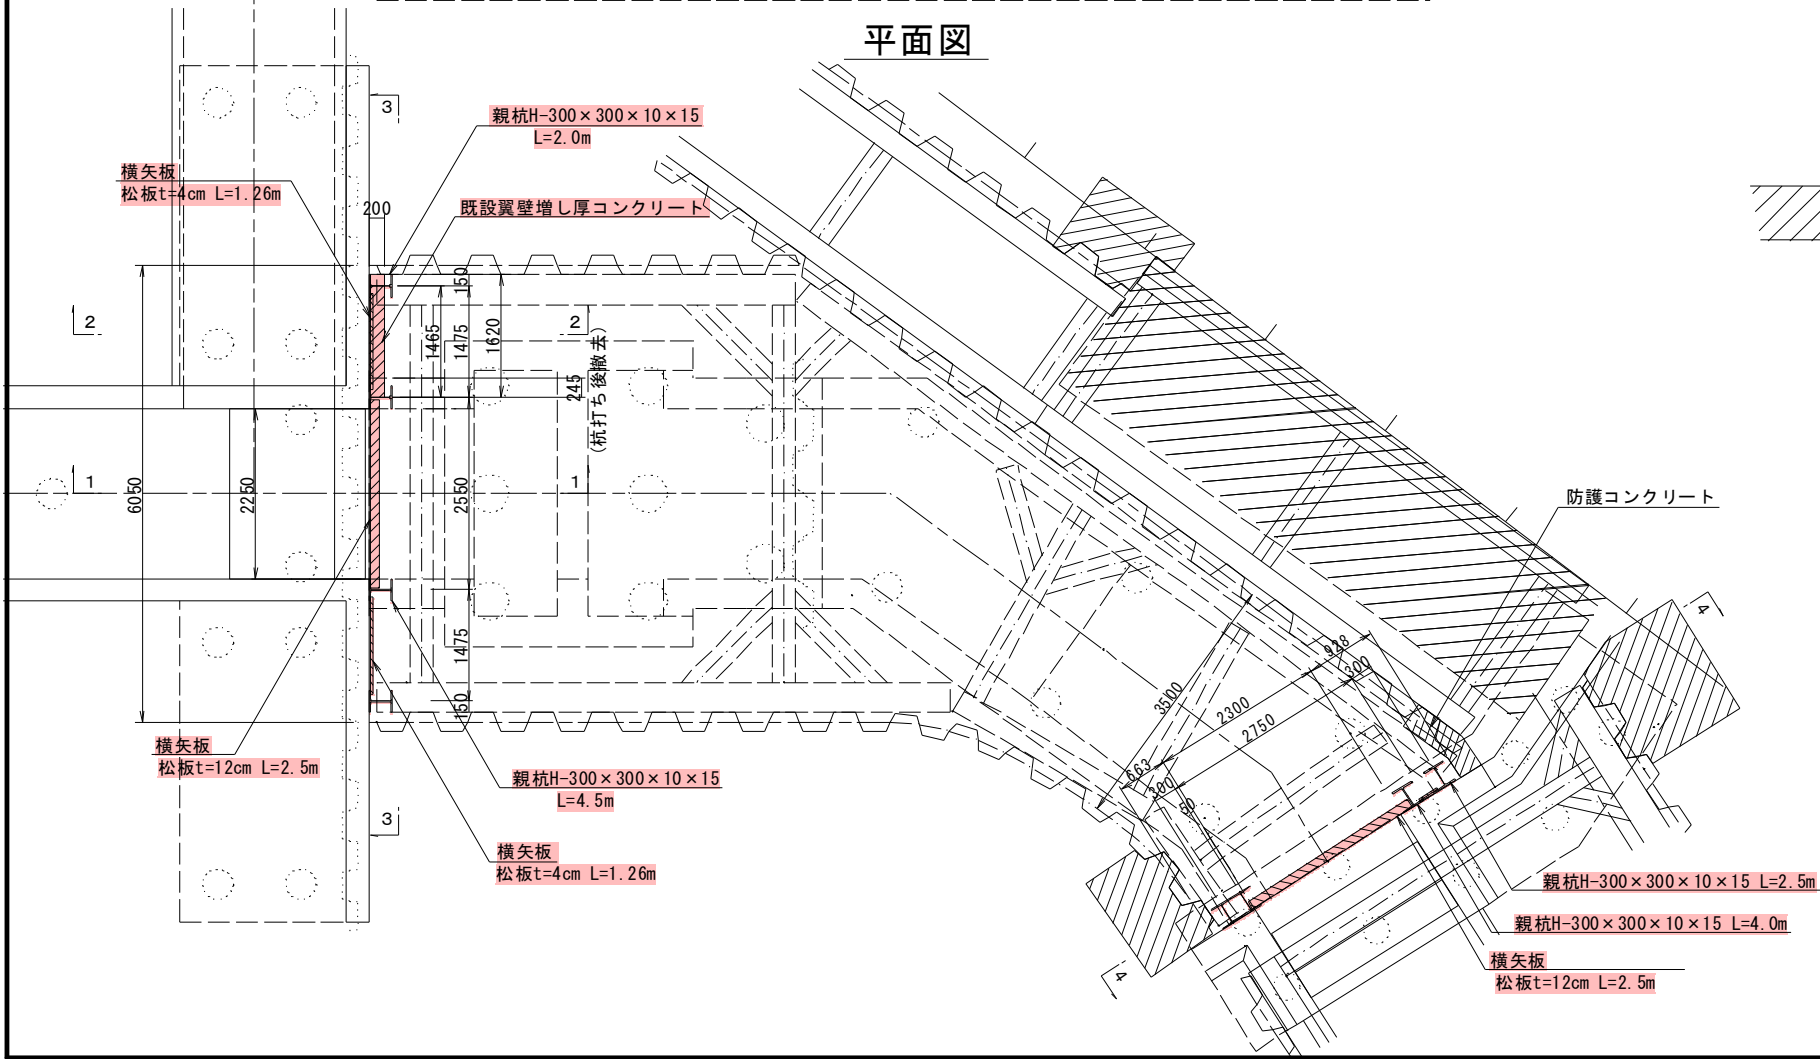 平面図
3
親杭H-300×300×10×15
L=2.0m
横矢板
松板t=4cm L=1.26m
200
既設翼壁増し厚コンクリート
150
2
2
1465
1475
1620
245
(杭打ち後撤去)
1
1
6050
2250
2550
防護コンクリート
1475
150
4
928
300
3500
2300
2750
663
300
50
横矢板
松板t=12cm L=2.5m
親杭H-300×300×10×15
L=4.5m
3
横矢板
松板t=4cm L=1.26m
親杭H-300×300×10×15 L=2.5m
親杭H-300×300×10×15 L=4.0m
横矢板
松板t=12cm L=2.5m
4